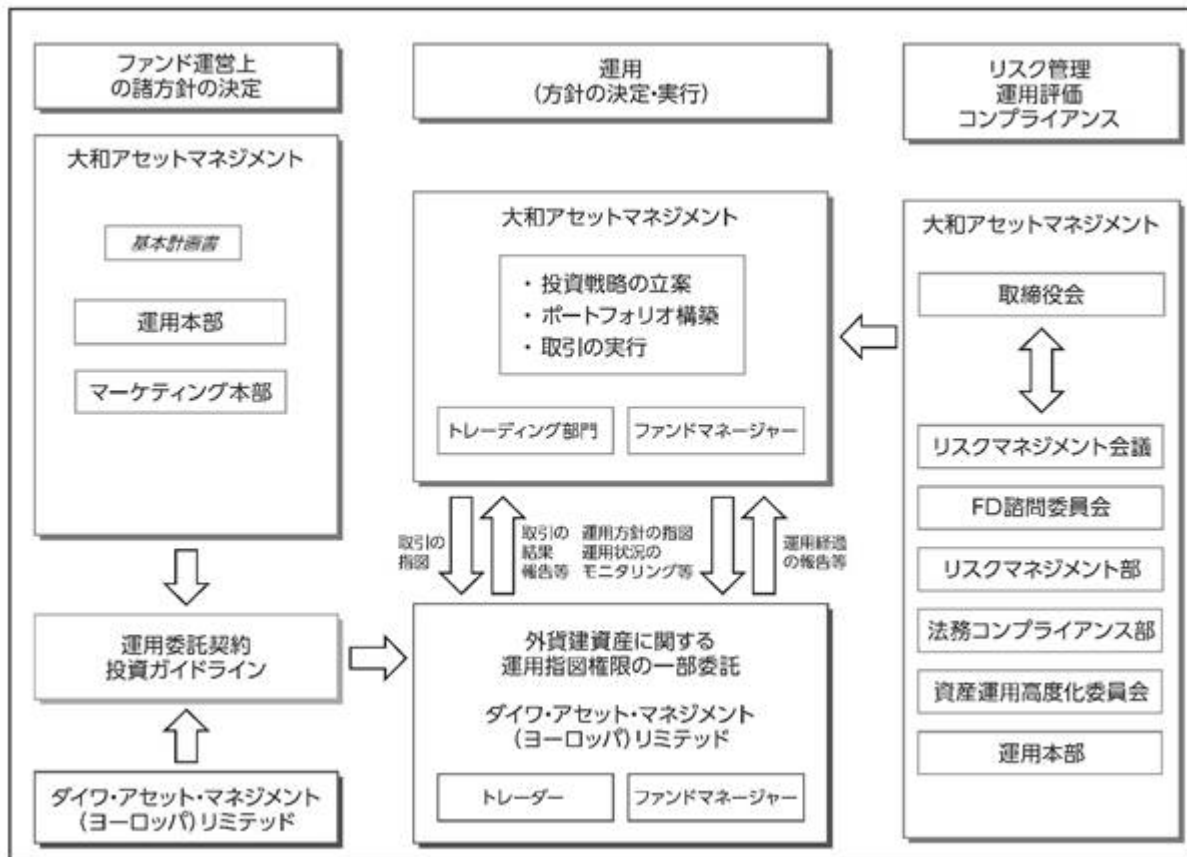 ファンド運営上
の諸方針の決定
大和アセットマネジメント
基本計画書
運用本部
マーケティング本部
運用委託契約
投資ガイドライン
ダイワ・アセット・マネジメント
(ヨーロッパ)リミテッド
運用
(方針の決定・実行)
大和アセットマネジメント
・ 投資戦略の立案
・ ポートフォリオ構築
・ 取引の実行
トレーディング部門
ファンドマネージャー
取引の
指図
取引の
結果
報告等
運用方針の指図
運用状況の
モニタリング等
運用経過
の報告等
外貨建資産に関する
運用指図権限の一部委託
ダイワ・アセット・マネジメント
(ヨーロッパ)リミテッド
トレーダー
ファンドマネージャー
リスク管理
運用評価
コンプライアンス
大和アセットマネジメント
取締役会
リスクマネジメント会議
FD諮問委員会
リスクマネジメント部
法務コンプライアンス部
資産運用高度化委員会
運用本部